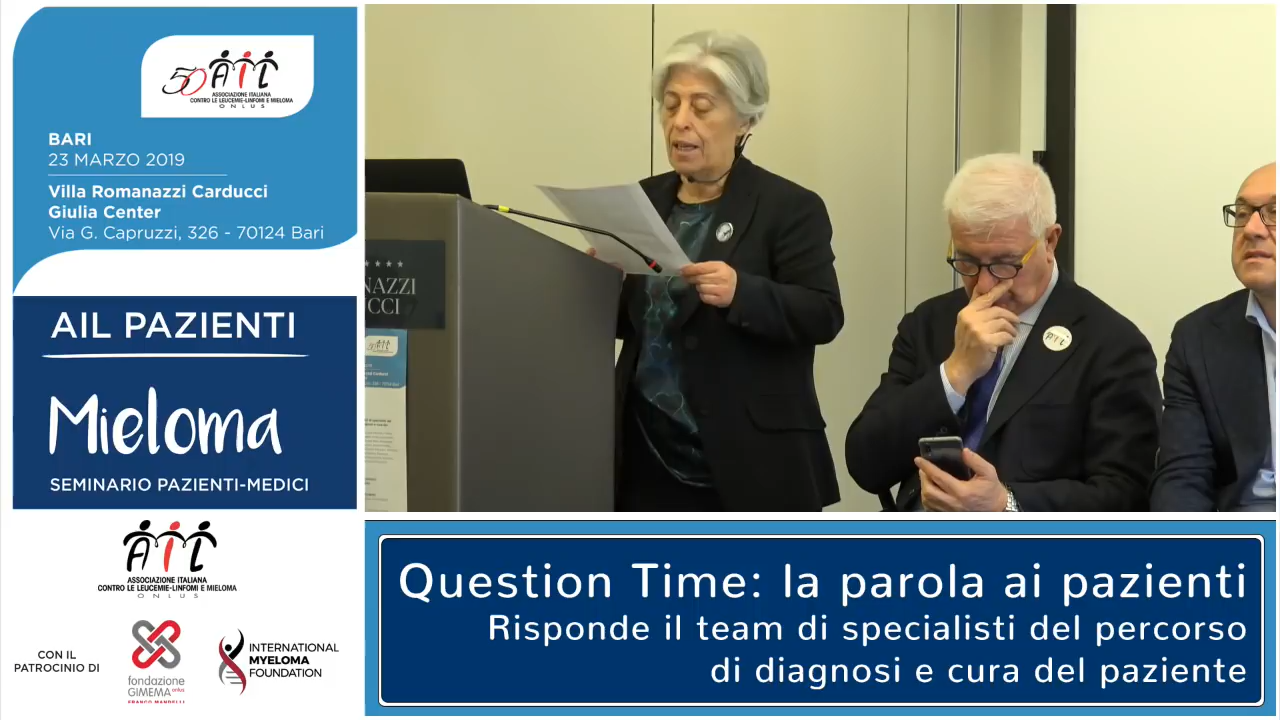 50 AIL
ASSOCIAZIONE ITALIANA
CONTRO LE LEUCEMIE-LINFOMI E MIELOMA
ONLUS
BARI
23 MARZO 2019
Villa Romanazzi Carducci
Giulia Center
Via G. Capruzzi, 326 - 70124 Bari
AIL PAZIENTI
Mieloma
SEMINARIO PAZIENTI-MEDICI
AIL
ASSOCIAZIONE ITALIANA
CONTRO LE LEUCEMIE-LINFOMI E MIELOMA
ONLUS
CON IL
PATROCINIO DI
fondazione
GIMEMA onlus
FRANCO MANDELLI
INTERNATIONAL
MYELOMA
FOUNDATION
NAZZI
UCCI
AIL
Question Time: la parola ai pazienti
Risponde il team di specialisti del percorso
di diagnosi e cura del paziente